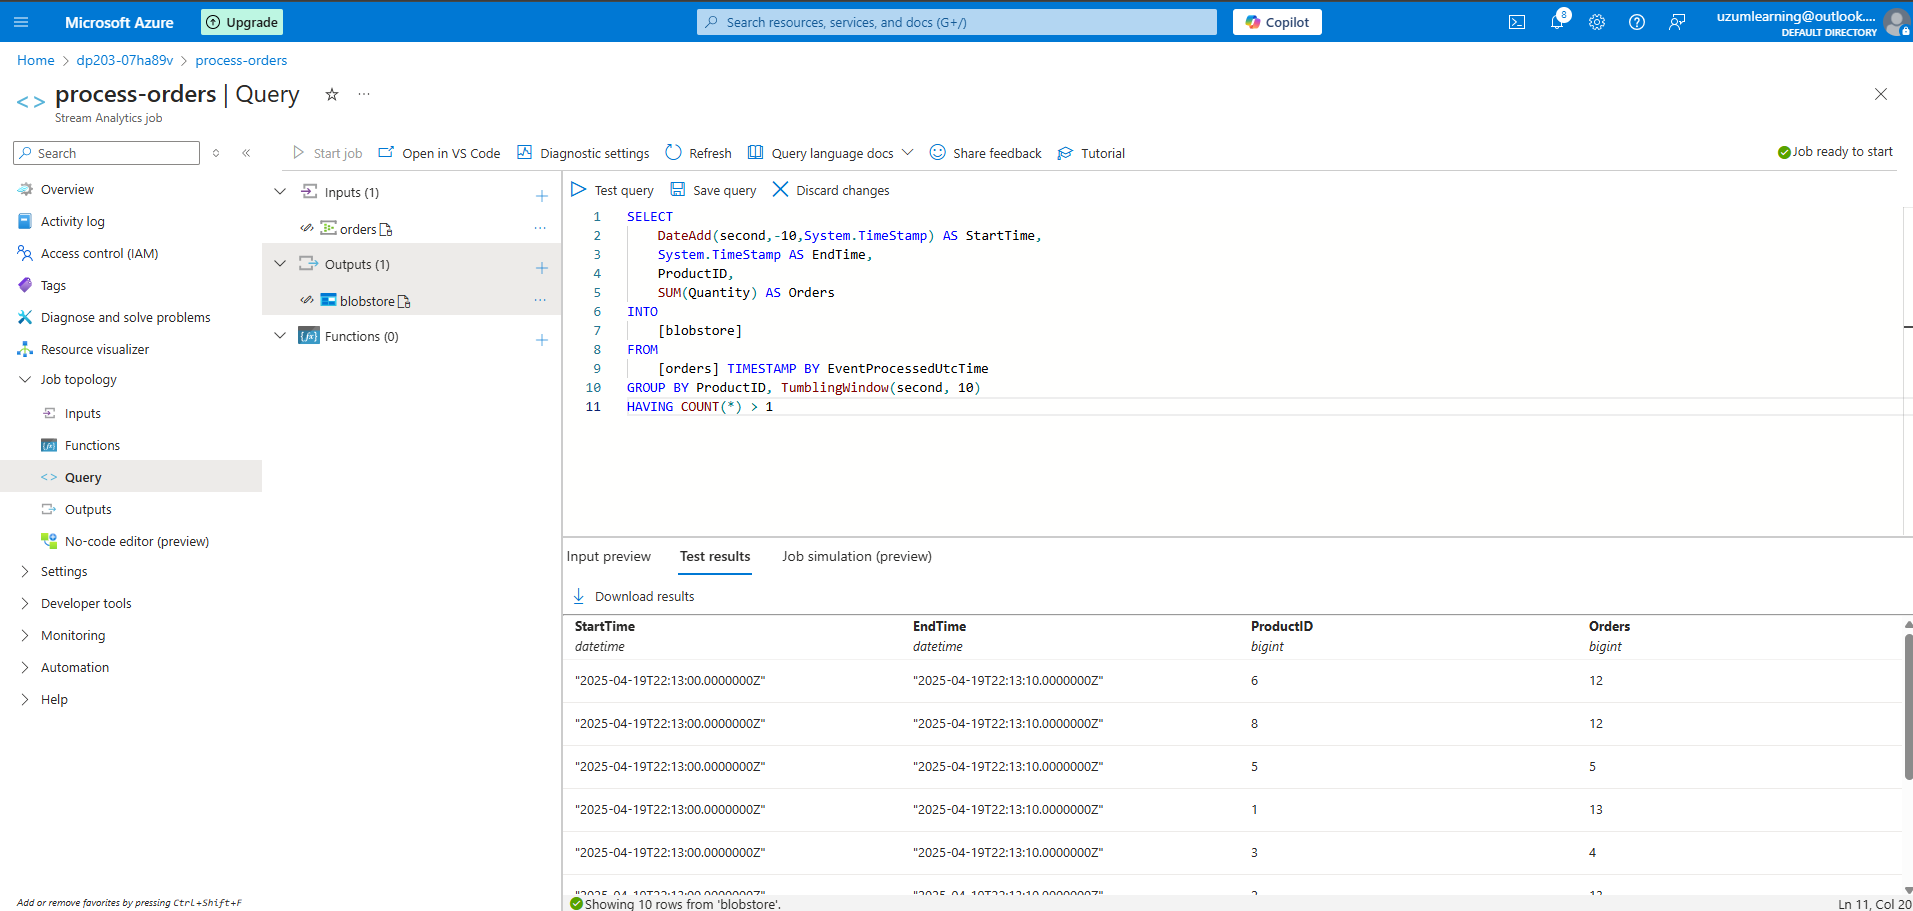 Microsoft Azure
Upgrade
Search resources, services, and docs (G+/)
Copilot
8
uzumlearning@outlook....
DEFAULT DIRECTORY
Home > dp203-07ha89v > process-orders
process-orders | Query
Stream Analytics job
Search
Start job
Open in VS Code
Diagnostic settings
Refresh
Query language docs
Share feedback
Tutorial
Job ready to start
Overview
Activity log
Access control (IAM)
Tags
Diagnose and solve problems
Resource visualizer
Job topology
Inputs
Functions
Query
Outputs
No-code editor (preview)
Settings
Developer tools
Monitoring
Automation
Help
Add or remove favorites by pressing Ctrl+Shift+F
Inputs (1)
orders
Outputs (1)
blobstore
Functions (0)
Test query
Save query
Discard changes
1 SELECT
2 DateAdd(second,-10,System.TimeStamp) AS StartTime,
3 System.TimeStamp AS EndTime,
4 ProductID,
5 SUM(Quantity) AS Orders
6 INTO
7 [blobstore]
8 FROM
9 [orders] TIMESTAMP BY EventProcessedUtcTime
10 GROUP BY ProductID, TumblingWindow(second, 10)
11 HAVING COUNT(*) > 1
Input preview
Test results
Job simulation (preview)
Download results
StartTime EndTime ProductID Orders
datetime datetime bigint bigint
"2025-04-19T22:13:00.0000000Z" "2025-04-19T22:13:10.0000000Z" 6 12
"2025-04-19T22:13:00.0000000Z" "2025-04-19T22:13:10.0000000Z" 8 12
"2025-04-19T22:13:00.0000000Z" "2025-04-19T22:13:10.0000000Z" 5 5
"2025-04-19T22:13:00.0000000Z" "2025-04-19T22:13:10.0000000Z" 1 13
"2025-04-19T22:13:00.0000000Z" "2025-04-19T22:13:10.0000000Z" 3 4
Showing 10 rows from 'blobstore'.
Ln 11, Col 20